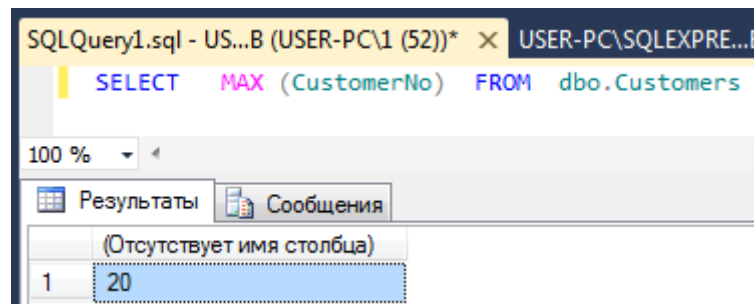 SQLQuery1.sql - US...B (USER-PC\1 (52))* USER-PC\SQLEXPRE...
SELECT MAX (CustomerNo) FROM dbo.Customers
100 %
Результаты Сообщения
(Отсутствует имя столбца)
1 20